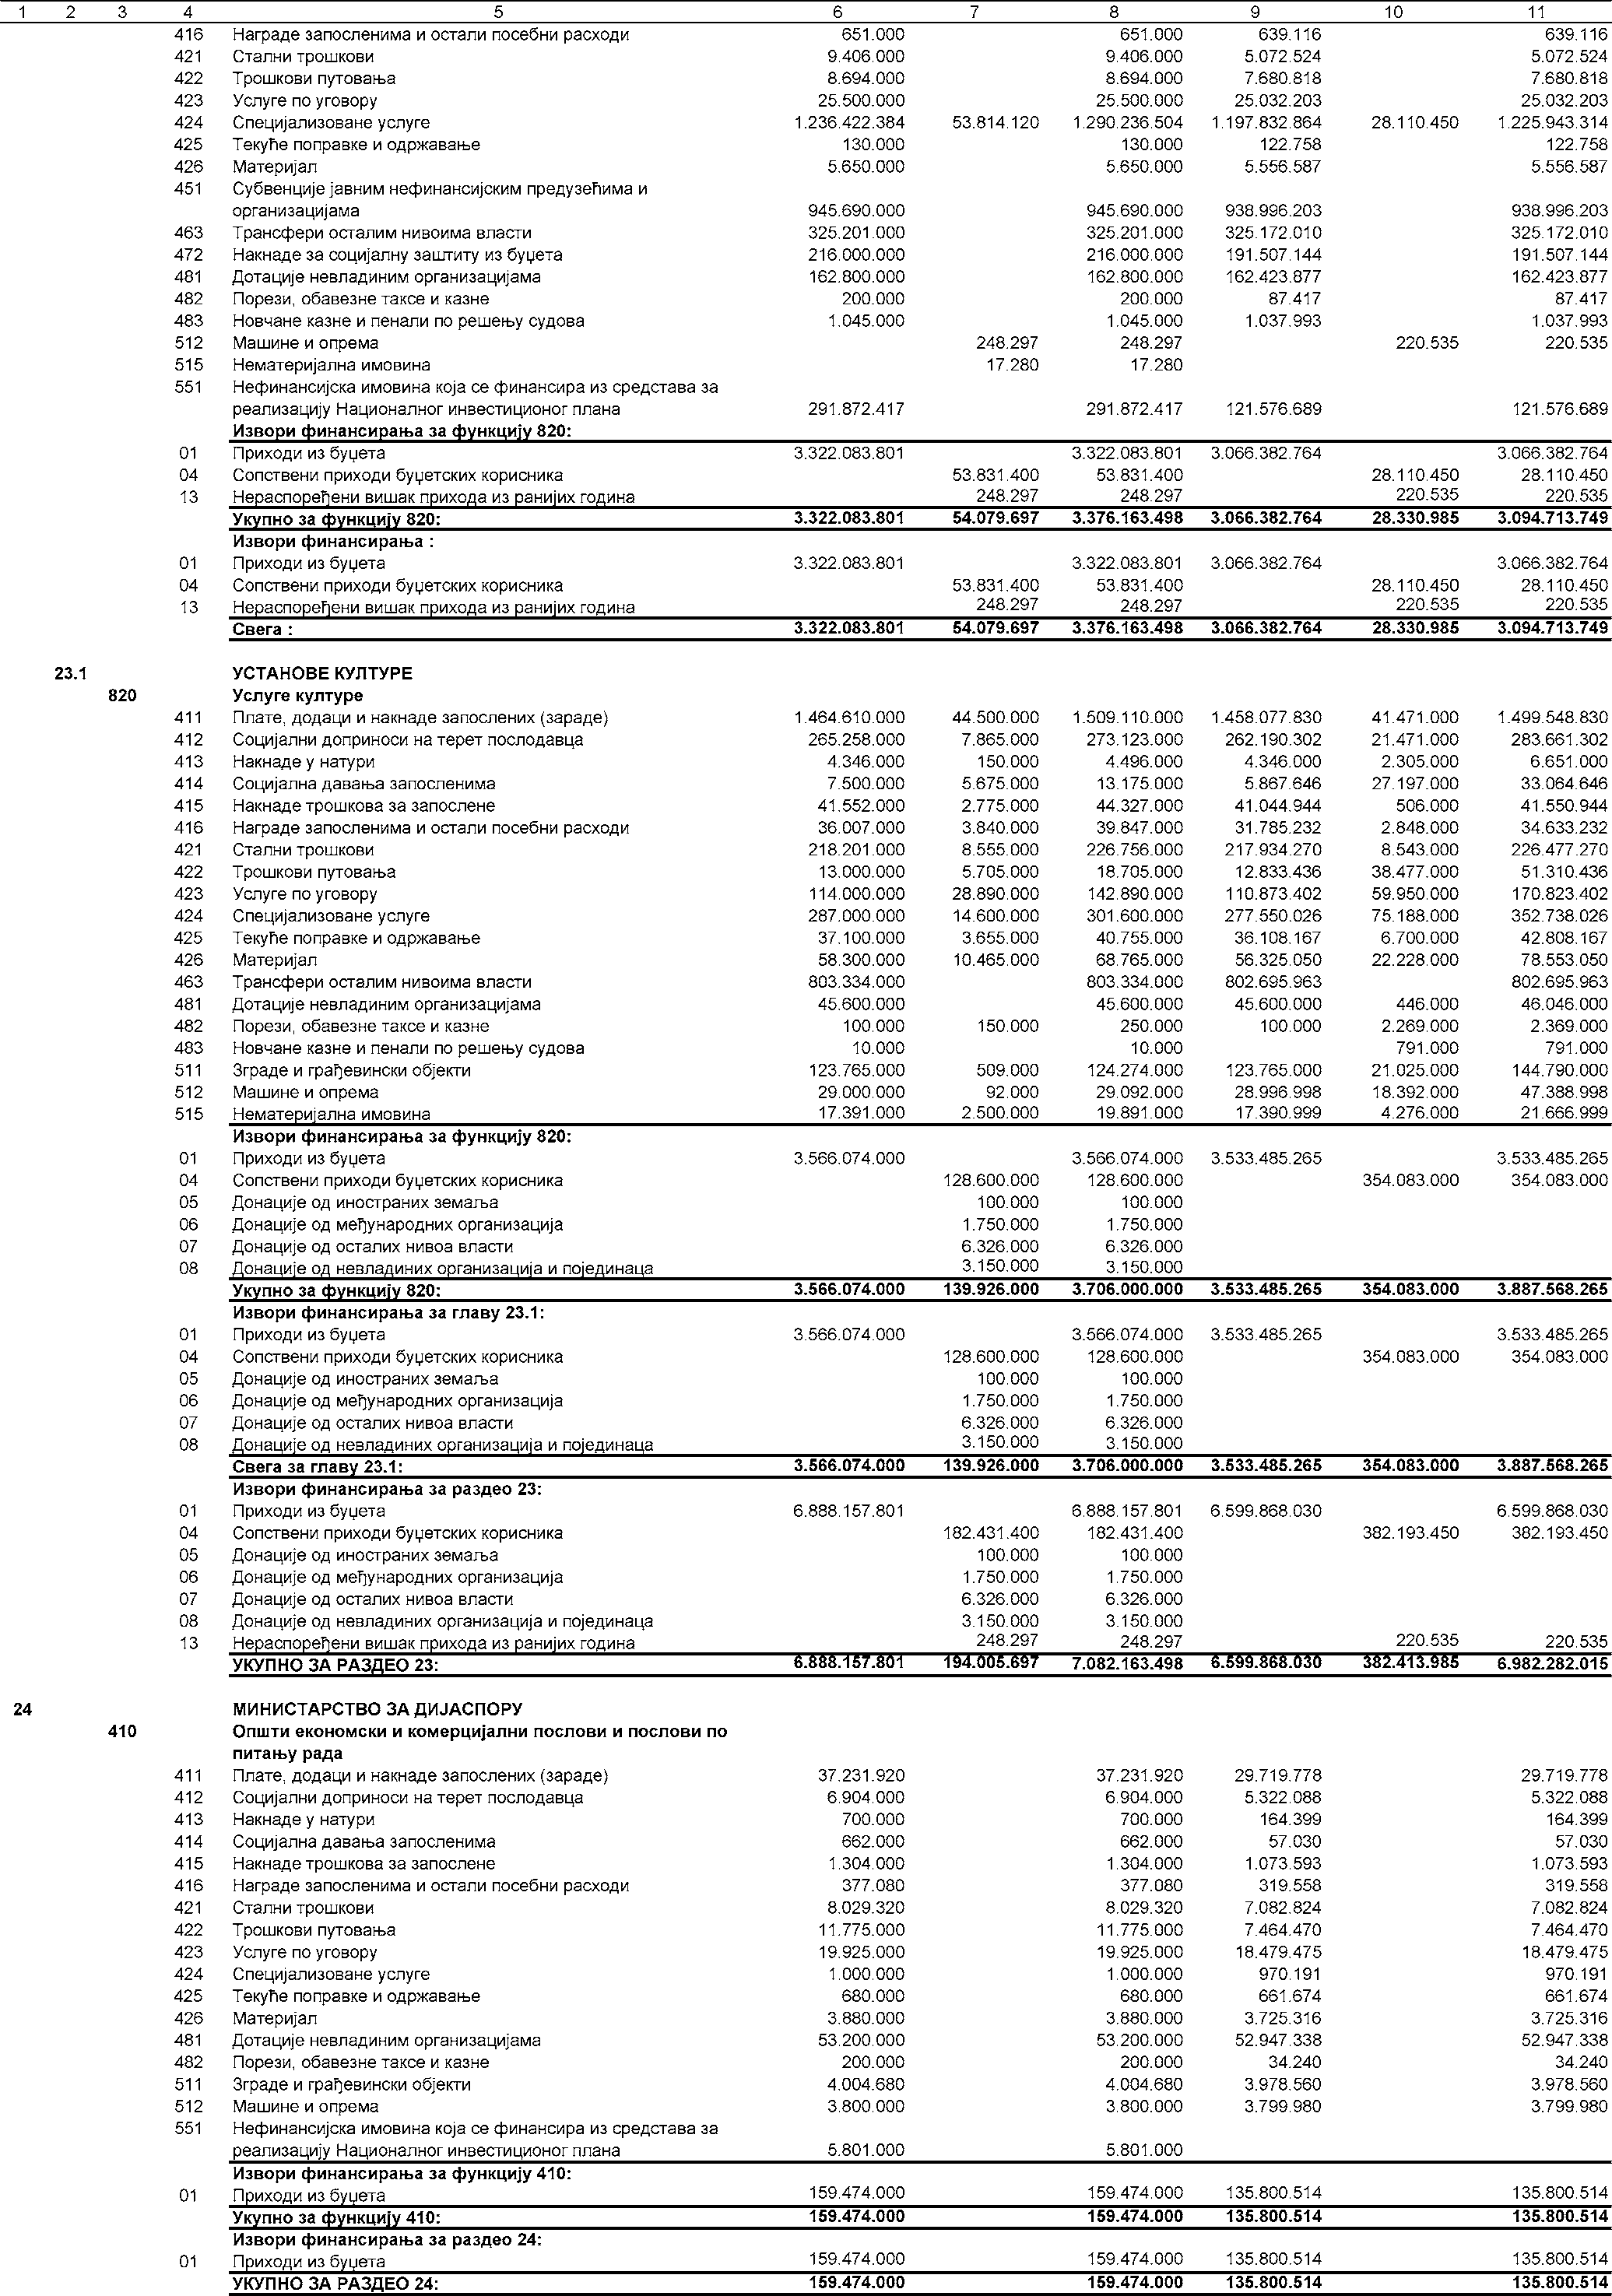 1 2 3 4 5 6 7 8 9 10 11
416 Награде запосленима и остали посебни расходи 651.000 651.000 639.116 639.116
421 Стални трошкови 9.406.000 9.406.000 5.072.524 5.072.524
422 Трошкови путовања 8.694.000 8.694.000 7.680.818 7.680.818
423 Услуге по уговору 25.500.000 25.500.000 25.032.203 25.032.203
424 Специјализоване услуге 1.236.422.384 53.814.120 1.290.236.504 1.197.832.864 28.110.450 1.225.943.314
425 Текуће поправке и одржавање 130.000 130.000 122.758 122.758
426 Материјал 5.650.000 5.650.000 5.556.587 5.556.587
451 Субвенције јавним нефинансијским предузећима и
организацијама 945.690.000 945.690.000 938.996.203 938.996.203
463 Трансфери осталим нивоима власти 325.201.000 325.201.000 325.172.010 325.172.010
472 Накнаде за социјалну заштиту из буџета 216.000.000 216.000.000 191.507.144 191.507.144
481 Дотације невладиним организацијама 162.800.000 162.800.000 162.423.877 162.423.877
482 Порези, обавезне таксе и казне 200.000 200.000 87.417 87.417
483 Новчане казне и пенали по решењу судова 1.045.000 1.045.000 1.037.993 1.037.993
512 Машине и опрема 248.297 248.297 220.535 220.535
515 Нематеријална имовина 17.280 17.280
551 Нефинансијска имовина која се финансира из средстава за
реализацију Националног инвестиционог плана 291.872.417 291.872.417 121.576.689 121.576.689
Извори финансирања за функцију 820:
01 Приходи из буџета 3.322.083.801 3.322.083.801 3.066.382.764 3.066.382.764
04 Сопствени приходи буџетских корисника 53.831.400 53.831.400 28.110.450 28.110.450
13 Нераспоређени вишак прихода из ранијих година 248.297 248.297 220.535 220.535
Укупно за функцију 820: 3.322.083.801 54.079.697 3.376.163.498 3.066.382.764 28.330.985 3.094.713.749
Извори финансирања :
01 Приходи из буџета 3.322.083.801 3.322.083.801 3.066.382.764 3.066.382.764
04 Сопствени приходи буџетских корисника 53.831.400 53.831.400 28.110.450 28.110.450
13 Нераспоређени вишак прихода из ранијих година 248.297 248.297 220.535 220.535
Свега : 3.322.083.801 54.079.697 3.376.163.498 3.066.382.764 28.330.985 3.094.713.749
23.1 УСТАНОВЕ КУЛТУРЕ
820 Услуге културе
411 Плате, додаци и накнаде запослених (зараде) 1.464.610.000 44.500.000 1.509.110.000 1.458.077.830 41.471.000 1.499.548.830
412 Социјални доприноси на терет послодавца 265.258.000 7.865.000 273.123.000 262.190.302 21.471.000 283.661.302
413 Накнаде у натури 4.346.000 150.000 4.496.000 4.346.000 2.305.000 6.651.000
414 Социјална давања запосленима 7.500.000 5.675.000 13.175.000 5.867.646 27.197.000 33.064.646
415 Накнаде трошкова за запослене 41.552.000 2.775.000 44.327.000 41.044.944 506.000 41.550.944
416 Награде запосленима и остали посебни расходи 36.007.000 3.840.000 39.847.000 31.785.232 2.848.000 34.633.232
421 Стални трошкови 218.201.000 8.555.000 226.756.000 217.934.270 8.543.000 226.477.270
422 Трошкови путовања 13.000.000 5.705.000 18.705.000 12.833.436 38.477.000 51.310.436
423 Услуге по уговору 114.000.000 28.890.000 142.890.000 110.873.402 59.950.000 170.823.402
424 Специјализоване услуге 287.000.000 14.600.000 301.600.000 277.550.026 75.188.000 352.738.026
425 Текуће поправке и одржавање 37.100.000 3.655.000 40.755.000 36.108.167 6.700.000 42.808.167
426 Материјал 58.300.000 10.465.000 68.765.000 56.325.050 22.228.000 78.553.050
463 Трансфери осталим нивоима власти 803.334.000 803.334.000 802.695.963 802.695.963
481 Дотације невладиним организацијама 45.600.000 45.600.000 45.600.000 446.000 46.046.000
482 Порези, обавезне таксе и казне 100.000 150.000 250.000 100.000 2.269.000 2.369.000
483 Новчане казне и пенали по решењу судова 10.000 10.000 791.000 791.000
511 Зграде и грађевински објекти 123.765.000 509.000 124.274.000 123.765.000 21.025.000 144.790.000
512 Машине и опрема 29.000.000 92.000 29.092.000 28.996.998 18.392.000 47.388.998
515 Нематеријална имовина 17.391.000 2.500.000 19.891.000 17.390.999 4.276.000 21.666.999
Извори финансирања за функцију 820:
01 Приходи из буџета 3.566.074.000 3.566.074.000 3.533.485.265 3.533.485.265
04 Сопствени приходи буџетских корисника 128.600.000 128.600.000 354.083.000 354.083.000
05 Донације од иностраних земаља 100.000 100.000
06 Донације од међународних организација 1.750.000 1.750.000
07 Донације од осталих нивоа власти 6.326.000 6.326.000
08 Донације од невладиних организација и појединаца 3.150.000 3.150.000
Укупно за функцију 820: 3.566.074.000 139.926.000 3.706.000.000 3.533.485.265 354.083.000 3.887.568.265
Извори финансирања за главу 23.1:
01 Приходи из буџета 3.566.074.000 3.566.074.000 3.533.485.265 3.533.485.265
04 Сопствени приходи буџетских корисника 128.600.000 128.600.000 354.083.000 354.083.000
05 Донације од иностраних земаља 100.000 100.000
06 Донације од међународних организација 1.750.000 1.750.000
07 Донације од осталих нивоа власти 6.326.000 6.326.000
08 Донације од невладиних организација и појединаца 3.150.000 3.150.000
Свега за главу 23.1: 3.566.074.000 139.926.000 3.706.000.000 3.533.485.265 354.083.000 3.887.568.265
Извори финансирања за раздео 23:
01 Приходи из буџета 6.888.157.801 6.888.157.801 6.599.868.030 6.599.868.030
04 Сопствени приходи буџетских корисника 182.431.400 182.431.400 382.193.450 382.193.450
05 Донације од иностраних земаља 100.000 100.000
06 Донације од међународних организација 1.750.000 1.750.000
07 Донације од осталих нивоа власти 6.326.000 6.326.000
08 Донације од невладиних организација и појединаца 3.150.000 3.150.000
13 Нераспоређени вишак прихода из ранијих година 248.297 248.297 220.535 220.535
УКУПНО ЗА РАЗДЕО 23: 6.888.157.801 194.005.697 7.082.163.498 6.599.868.030 382.413.985 6.982.282.015
24 МИНИСТАРСТВО ЗА ДИЈАСПОРУ
410 Општи економски и комерцијални послови и послови по
питању рада
411 Плате, додаци и накнаде запослених (зараде) 37.231.920 37.231.920 29.719.778 29.719.778
412 Социјални доприноси на терет послодавца 6.904.000 6.904.000 5.322.088 5.322.088
413 Накнаде у натури 700.000 700.000 164.399 164.399
414 Социјална давања запосленима 662.000 662.000 57.030 57.030
415 Накнаде трошкова за запослене 1.304.000 1.304.000 1.073.593 1.073.593
416 Награде запосленима и остали посебни расходи 377.080 377.080 319.558 319.558
421 Стални трошкови 8.029.320 8.029.320 7.082.824 7.082.824
422 Трошкови путовања 11.775.000 11.775.000 7.464.470 7.464.470
423 Услуге по уговору 19.925.000 19.925.000 18.479.475 18.479.475
424 Специјализоване услуге 1.000.000 1.000.000 970.191 970.191
425 Текуће поправке и одржавање 680.000 680.000 661.674 661.674
426 Материјал 3.880.000 3.880.000 3.725.316 3.725.316
481 Дотације невладиним организацијама 53.200.000 53.200.000 52.947.338 52.947.338
482 Порези, обавезне таксе и казне 200.000 200.000 34.240 34.240
511 Зграде и грађевински објекти 4.004.680 4.004.680 3.978.560 3.978.560
512 Машине и опрема 3.800.000 3.800.000 3.799.980 3.799.980
551 Нефинансијска имовина која се финансира из средстава за
реализацију Националног инвестиционог плана 5.801.000 5.801.000
Извори финансирања за функцију 410:
01 Приходи из буџета 159.474.000 159.474.000 135.800.514 135.800.514
Укупно за функцију 410: 159.474.000 159.474.000 135.800.514 135.800.514
Извори финансирања за раздео 24:
01 Приходи из буџета 159.474.000 159.474.000 135.800.514 135.800.514
УКУПНО ЗА РАЗДЕО 24: 159.474.000 159.474.000 135.800.514 135.800.514